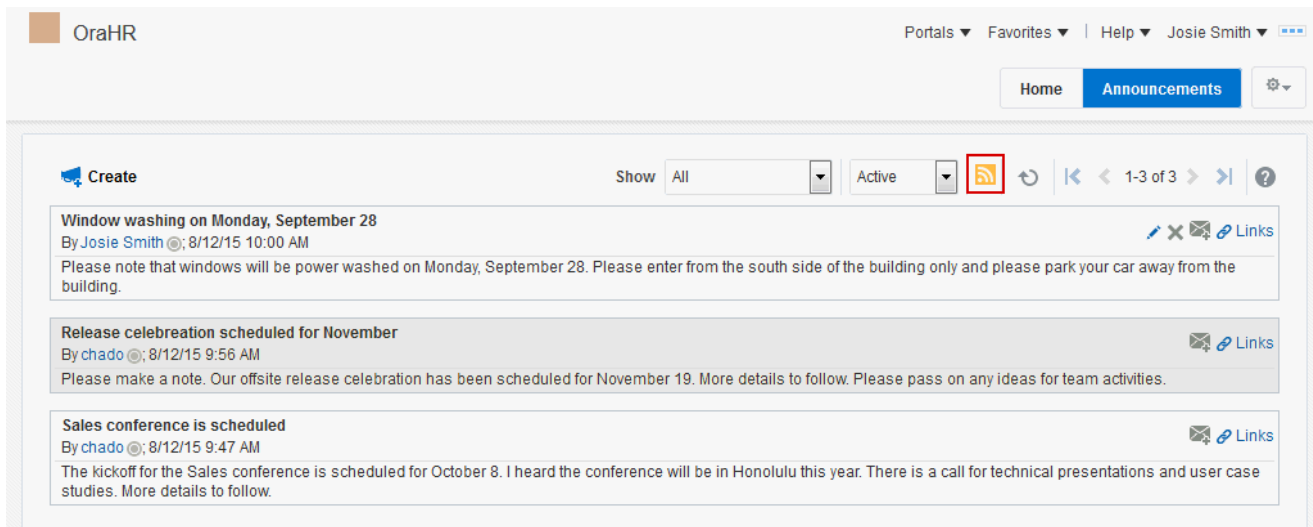 OraHR
Portals Favorites | Help Josie Smith
Home Announcements
Create Show All Active 1-3 of 3
Window washing on Monday, September 28
By Josie Smith ; 8/12/15 10:00 AM
Links
Please note that windows will be power washed on Monday, September 28. Please enter from the south side of the building only and please park your car away from the
building.
Release celebreation scheduled for November
By chado ; 8/12/15 9:56 AM
Links
Please make a note. Our offsite release celebration has been scheduled for November 19. More details to follow. Please pass on any ideas for team activities.
Sales conference is scheduled
By chado ; 8/12/15 9:47 AM
Links
The kickoff for the Sales conference is scheduled for October 8. I heard the conference will be in Honolulu this year. There is a call for technical presentations and user case
studies. More details to follow.